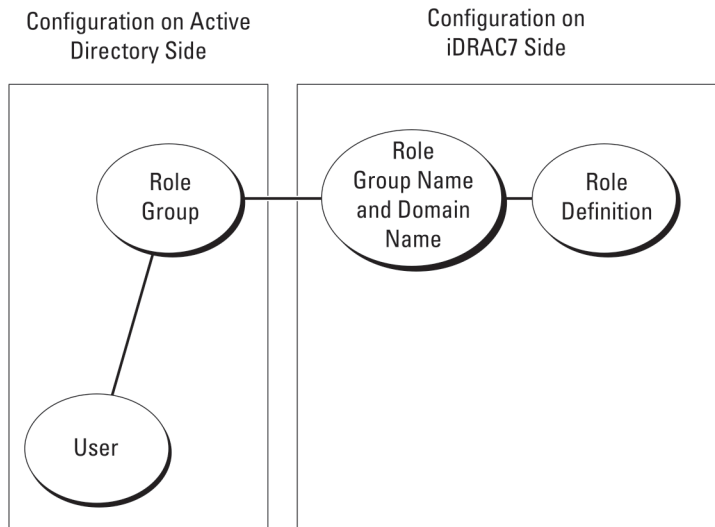 Configuration on Active
Directory Side
Configuration on
iDRAC7 Side
Role
Group
Role
Group Name
and Domain
Name
Role
Definition
User